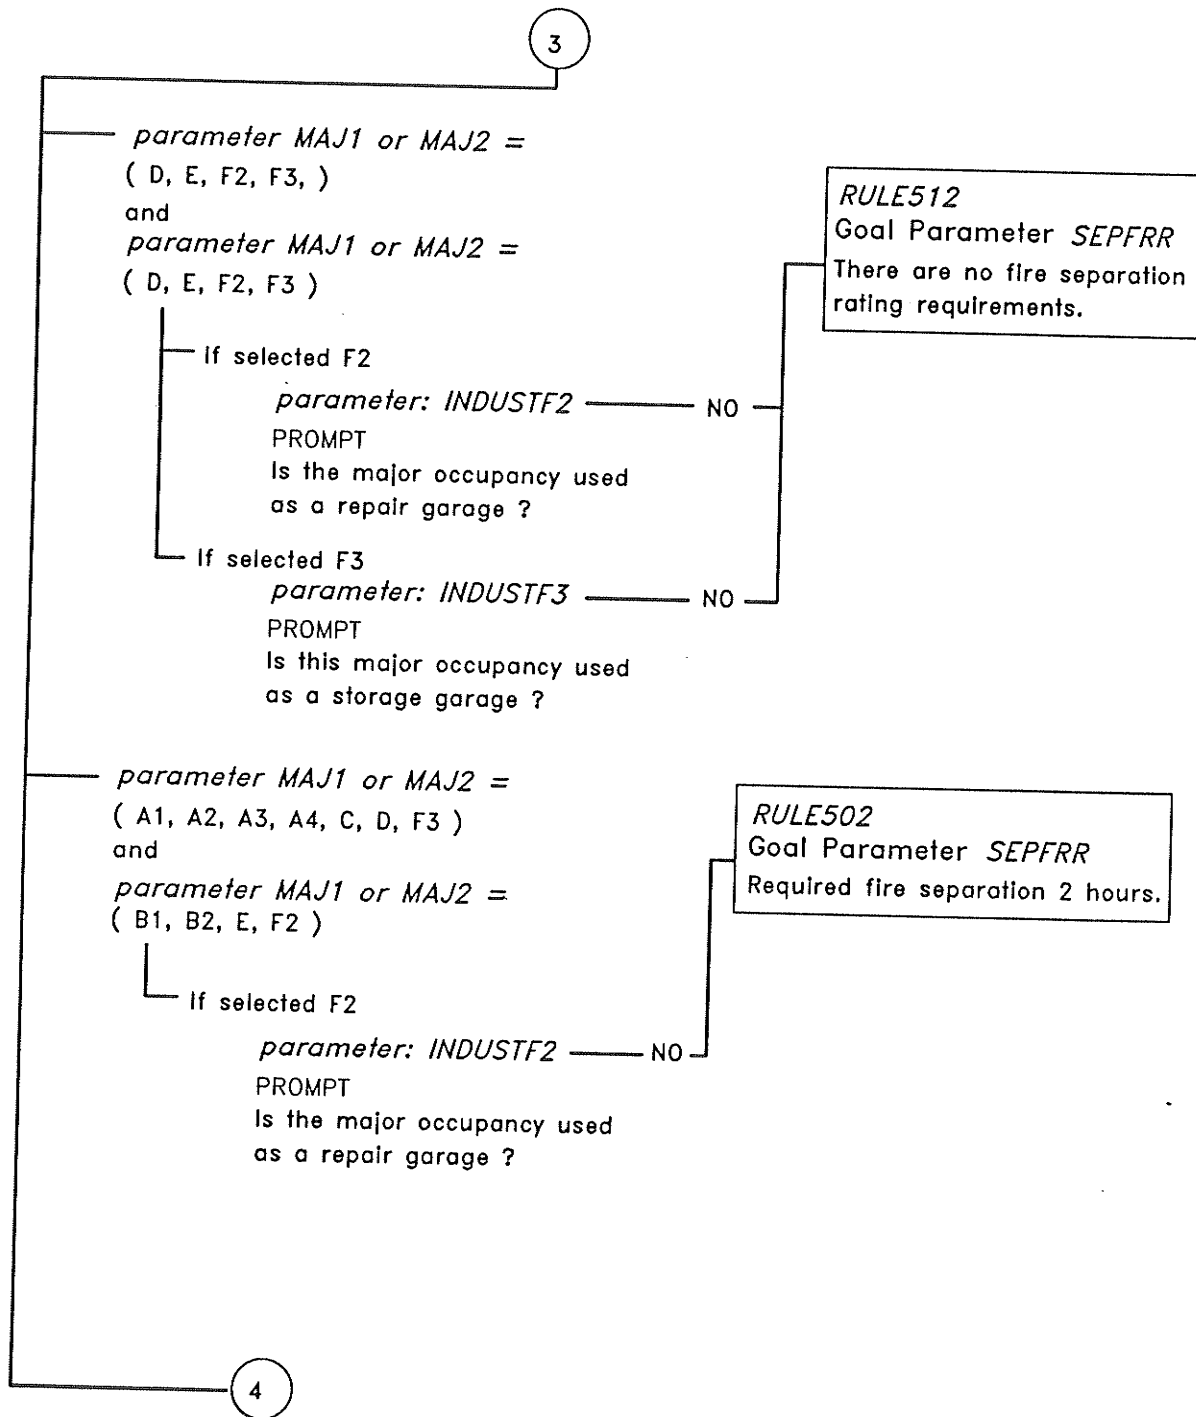 3
parameter MAJ1 or MAJ2 =
( D, E, F2, F3, )
and
parameter MAJ1 or MAJ2 =
( D, E, F2, F3 )
RULE512
Goal Parameter SEPFRR
There are no fire separation
rating requirements.
If selected F2
parameter: INDUSTF2
NO
PROMPT
Is the major occupancy used
as a repair garage ?
If selected F3
parameter: INDUSTF3
NO
PROMPT
Is this major occupancy used
as a storage garage ?
parameter MAJ1 or MAJ2 =
( A1, A2, A3, A4, C, D, F3 )
and
parameter MAJ1 or MAJ2 =
( B1, B2, E, F2 )
RULE502
Goal Parameter SEPFRR
Required fire separation 2 hours.
If selected F2
parameter: INDUSTF2
NO
PROMPT
Is the major occupancy used
as a repair garage ?
4